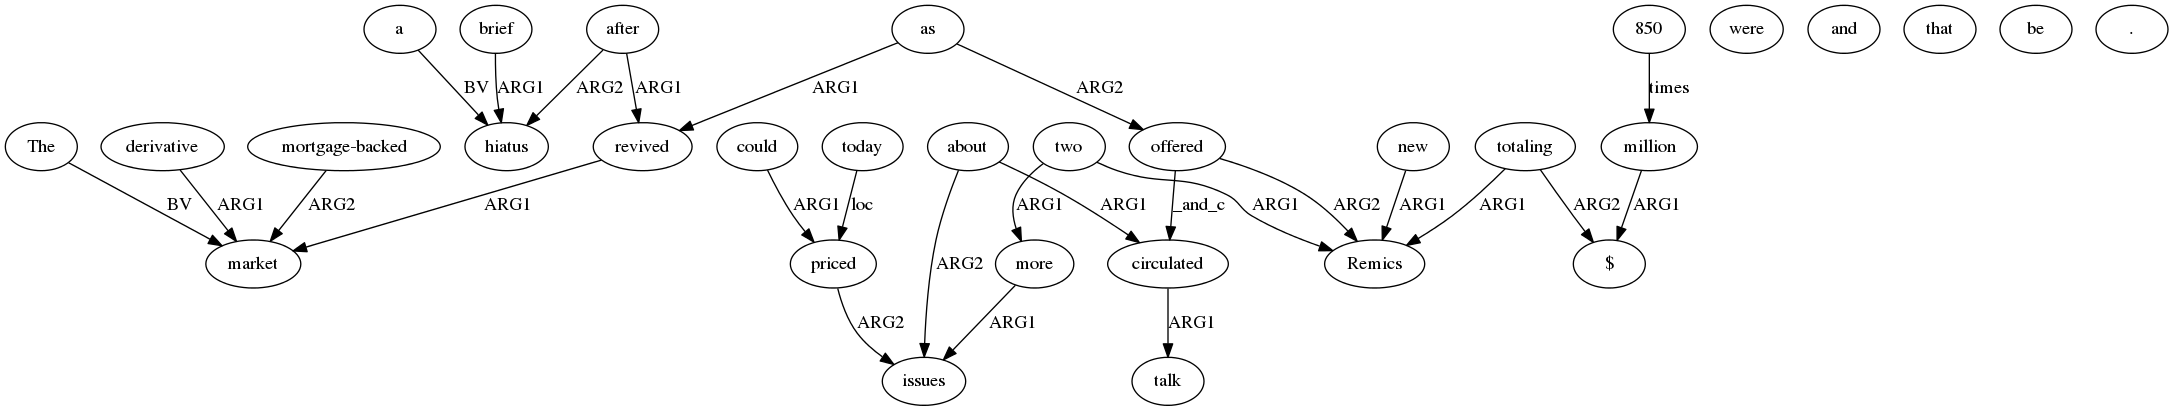 a brief after as 850 were and that be .
BV ARG1 ARG2 ARG1 ARG1 ARG2 times
The derivative mortgage-backed hiatus revived could today about two offered new totaling million
BV ARG1 ARG2 ARG1 ARG1 loc ARG1 ARG1 _and_c ARG1 ARG2 ARG1 ARG1 ARG2 ARG1
market priced more circulated Remics $
ARG2 ARG2 ARG1 ARG1
issues talk